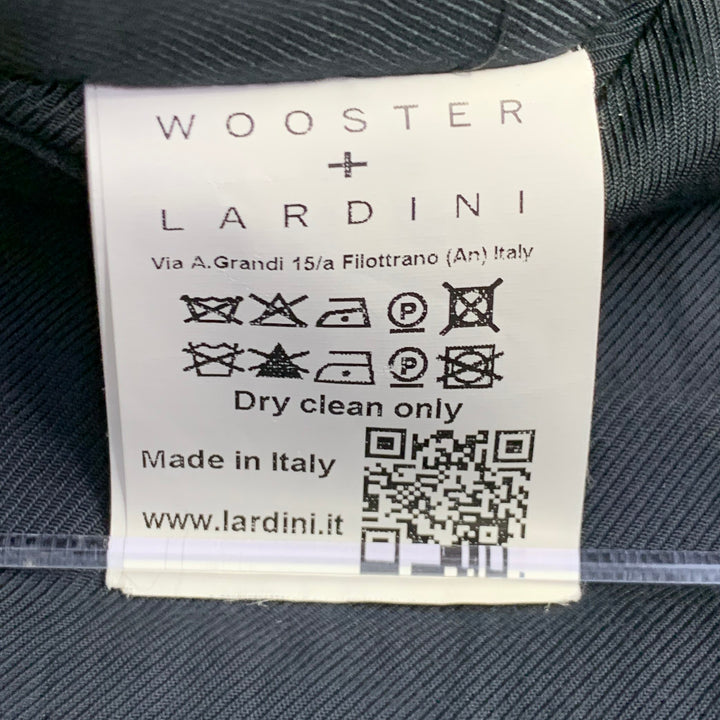 WOOSTER
+
LARDINI
Via A.Grandi 15/a Filottrano (An) Italy
P
P
Dry clean only
Made in Italy
www.lardini.it